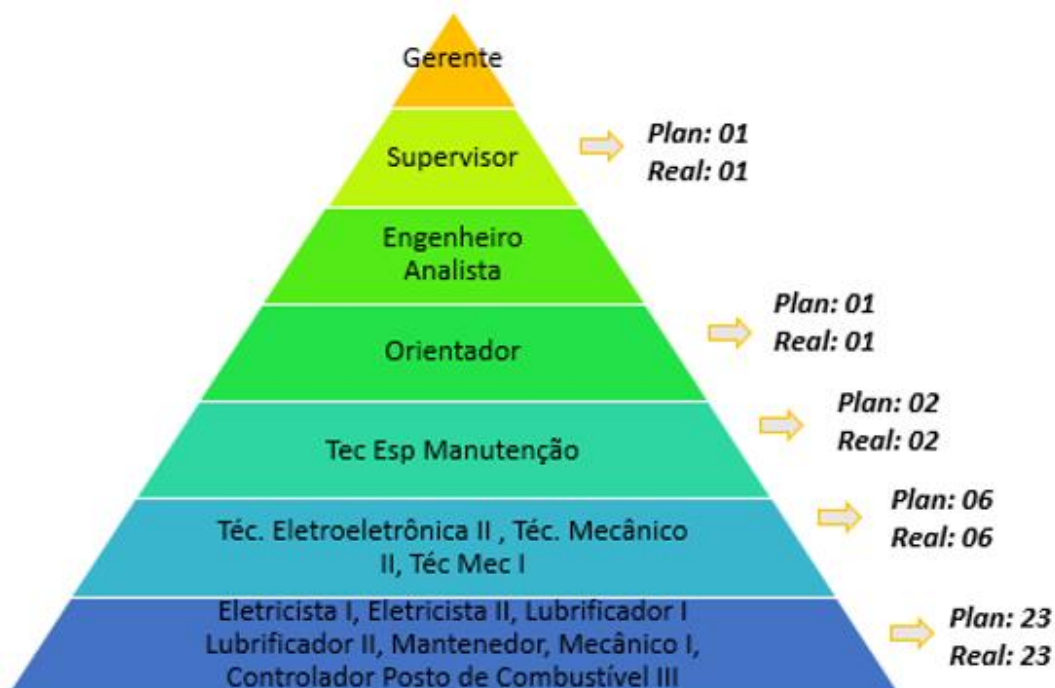 Gerente
Supervisor
Plan: 01
Real: 01
Engenheiro
Analista
Orientador
Plan: 01
Real: 01
Tec Esp Manutenção
Plan: 02
Real: 02
Téc. Eletroeletrônica II , Téc. Mecânico
II, Téc Mec I
Plan: 06
Real: 06
Eletricista I, Eletricista II, Lubrificador I
Lubrificador II, Mantenedor, Mecânico I,
Controlador Posto de Combustível III
Plan: 23
Real: 23